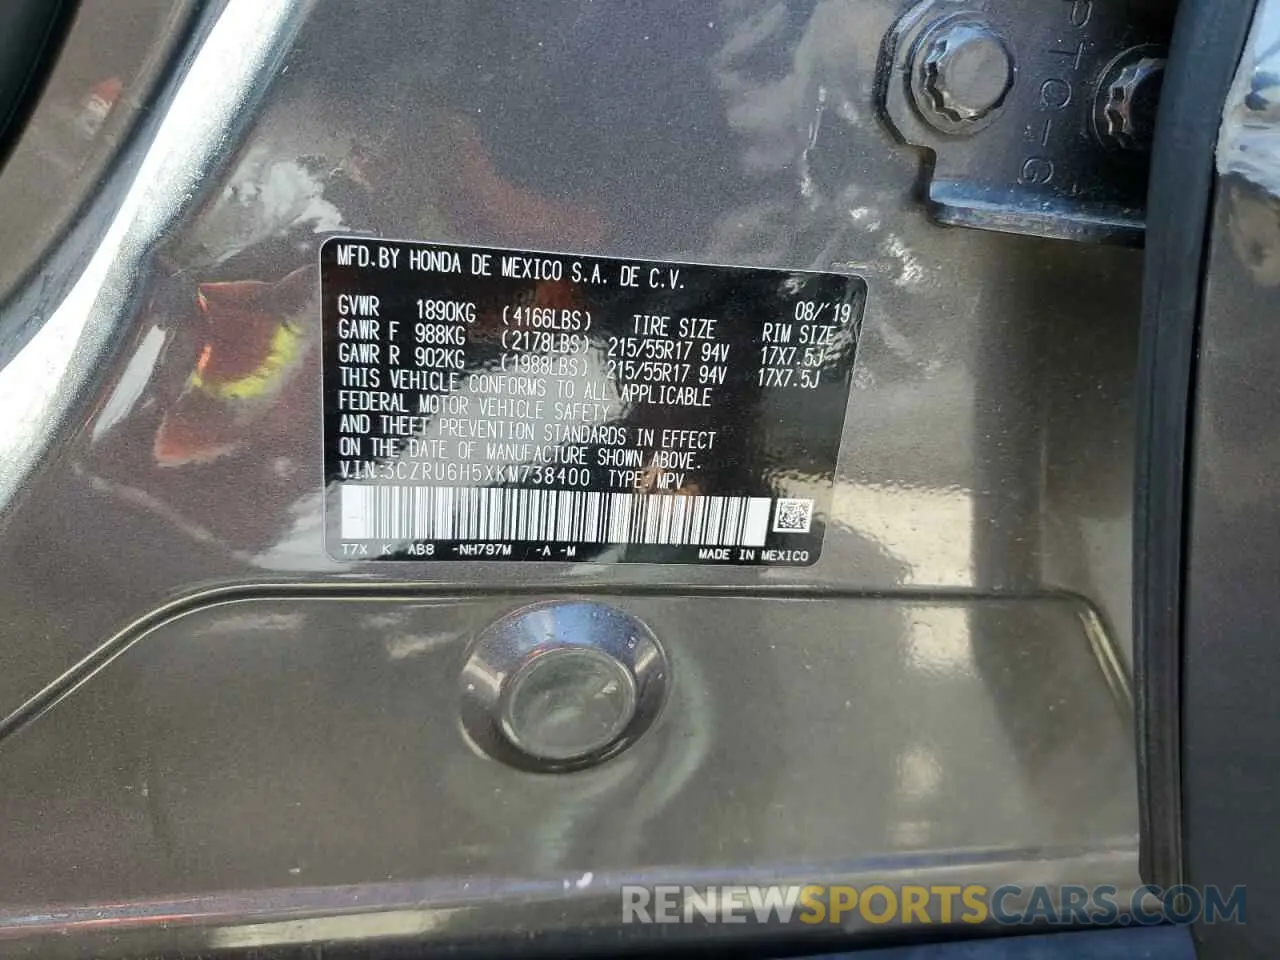 PTC-G
MFD.BY HONDA DE MEXICO S.A. DE C.V.
08/'19
GVWR 1890KG (4166LBS) TIRE SIZE RIM SIZE
GAWR F 988KG (2178LBS) 215/55R17 94V 17X7.5J
GAWR R 902KG (1988LBS) 215/55R17 94V 17X7.5J
THIS VEHICLE CONFORMS TO ALL APPLICABLE
FEDERAL MOTOR VEHICLE SAFETY
AND THEFT PREVENTION STANDARDS IN EFFECT
ON THE DATE OF MANUFACTURE SHOWN ABOVE.
V.I.N:3CZRU6H5XKM738400 TYPE: MPV
T7X K AB8 -NH797M -A -M MADE IN MEXICO
RENEWSPORTSCARS.COM